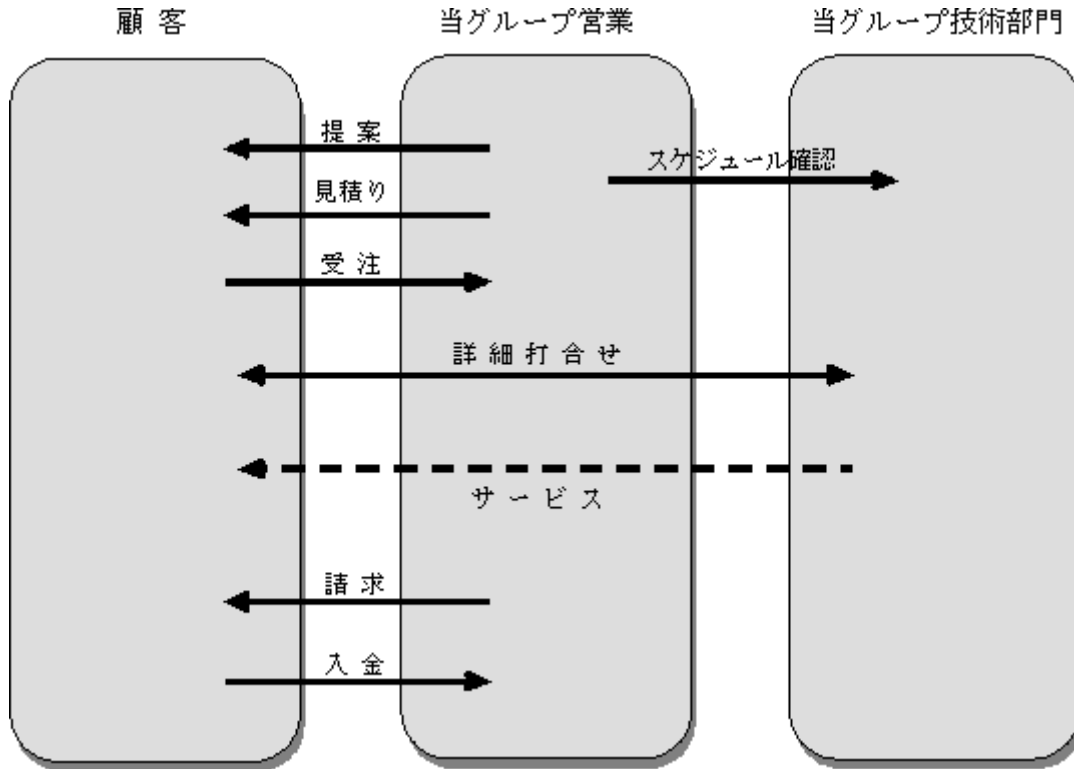 顧 客
当グループ営業
当グループ技術部門
提 案
スケジュール確認
見積り
受 注
詳 細 打 合 せ
サ ー ビ ス
請 求
入 金